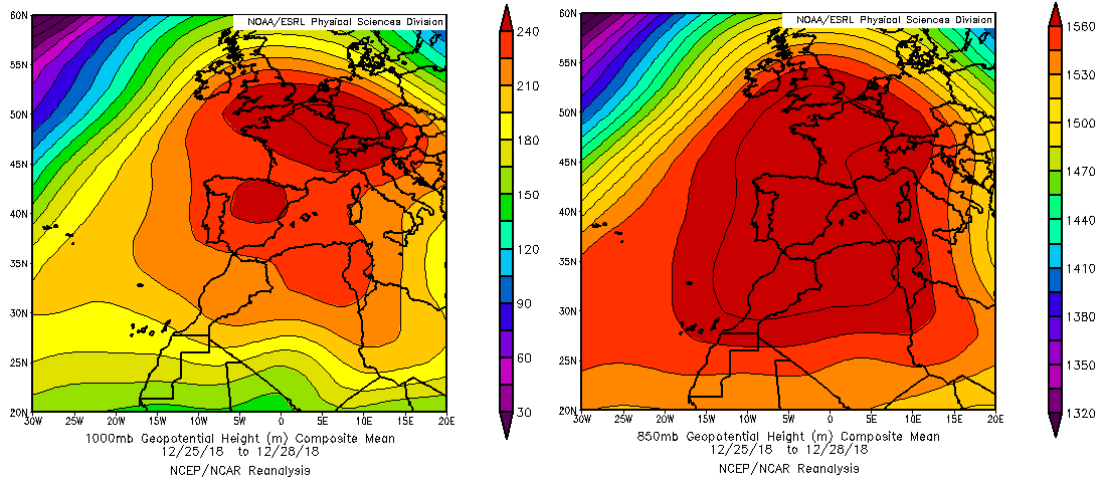 NOAA/ESRL Physical Sciences Division
60N
55N
50N
45N
40N
35N
30N
25N
20N
30W 25W 20W 15W 10W 5W 0 5E 10E 15E 20E
240
210
180
150
120
90
60
30
1000mb Geopotential Height (m) Composite Mean
12/25/18 to 12/28/18
NCEP/NCAR Reanalysis
NOAA/ESRL Physical Sciences Division
60N
55N
50N
45N
40N
35N
30N
25N
20N
30W 25W 20W 15W 10W 5W 0 5E 10E 15E 20E
1560
1530
1500
1470
1440
1410
1380
1350
1320
850mb Geopotential Height (m) Composite Mean
12/25/18 to 12/28/18
NCEP/NCAR Reanalysis